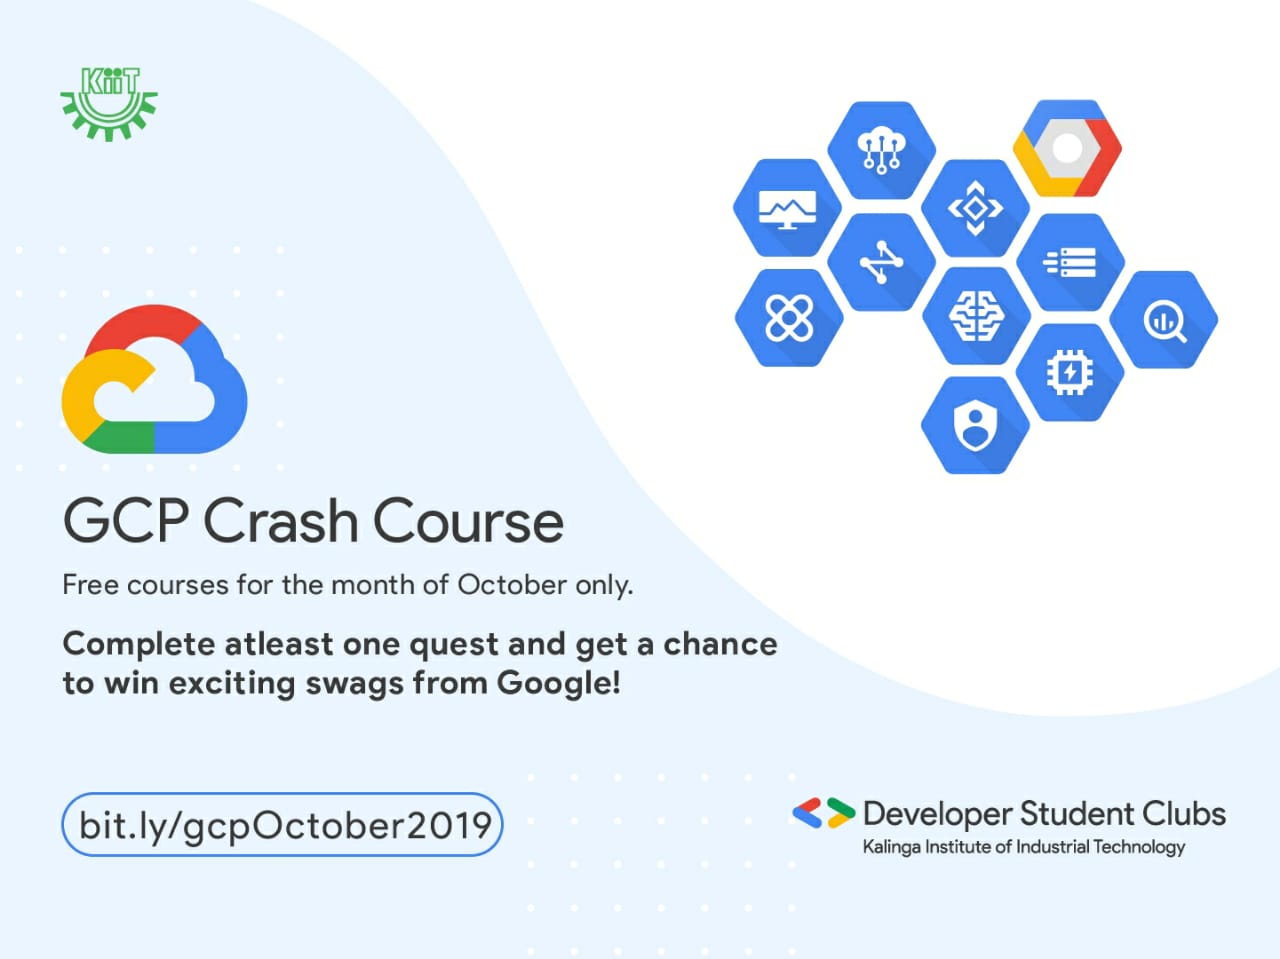 KiiT
GCP Crash Course
Free courses for the month of October only.
Complete atleast one quest and get a chance
to win exciting swags from Google!
bit.ly/gcpOctober2019
Developer Student Clubs
Kalinga Institute of Industrial Technology